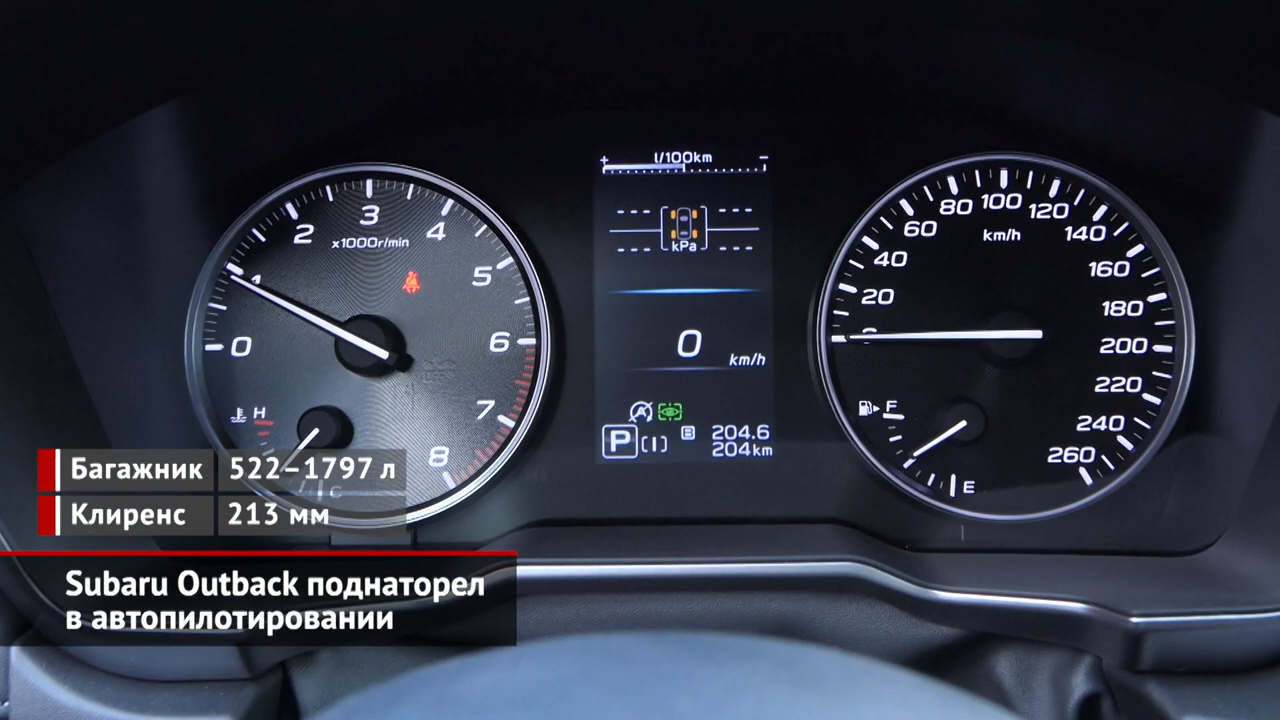 + l/100km −
--- ---
kPa
--- ---
0 km/h
P [I] B 204.6
204km
0 1 2 3 4 5 6 7 8
x1000r/min
H
C
0 20 40 60 80 100 120 140 160 180 200 220 240 260
km/h
F
E
Багажник 522–1797 л
Клиренс 213 мм
Subaru Outback поднаторел
в автопилотировании